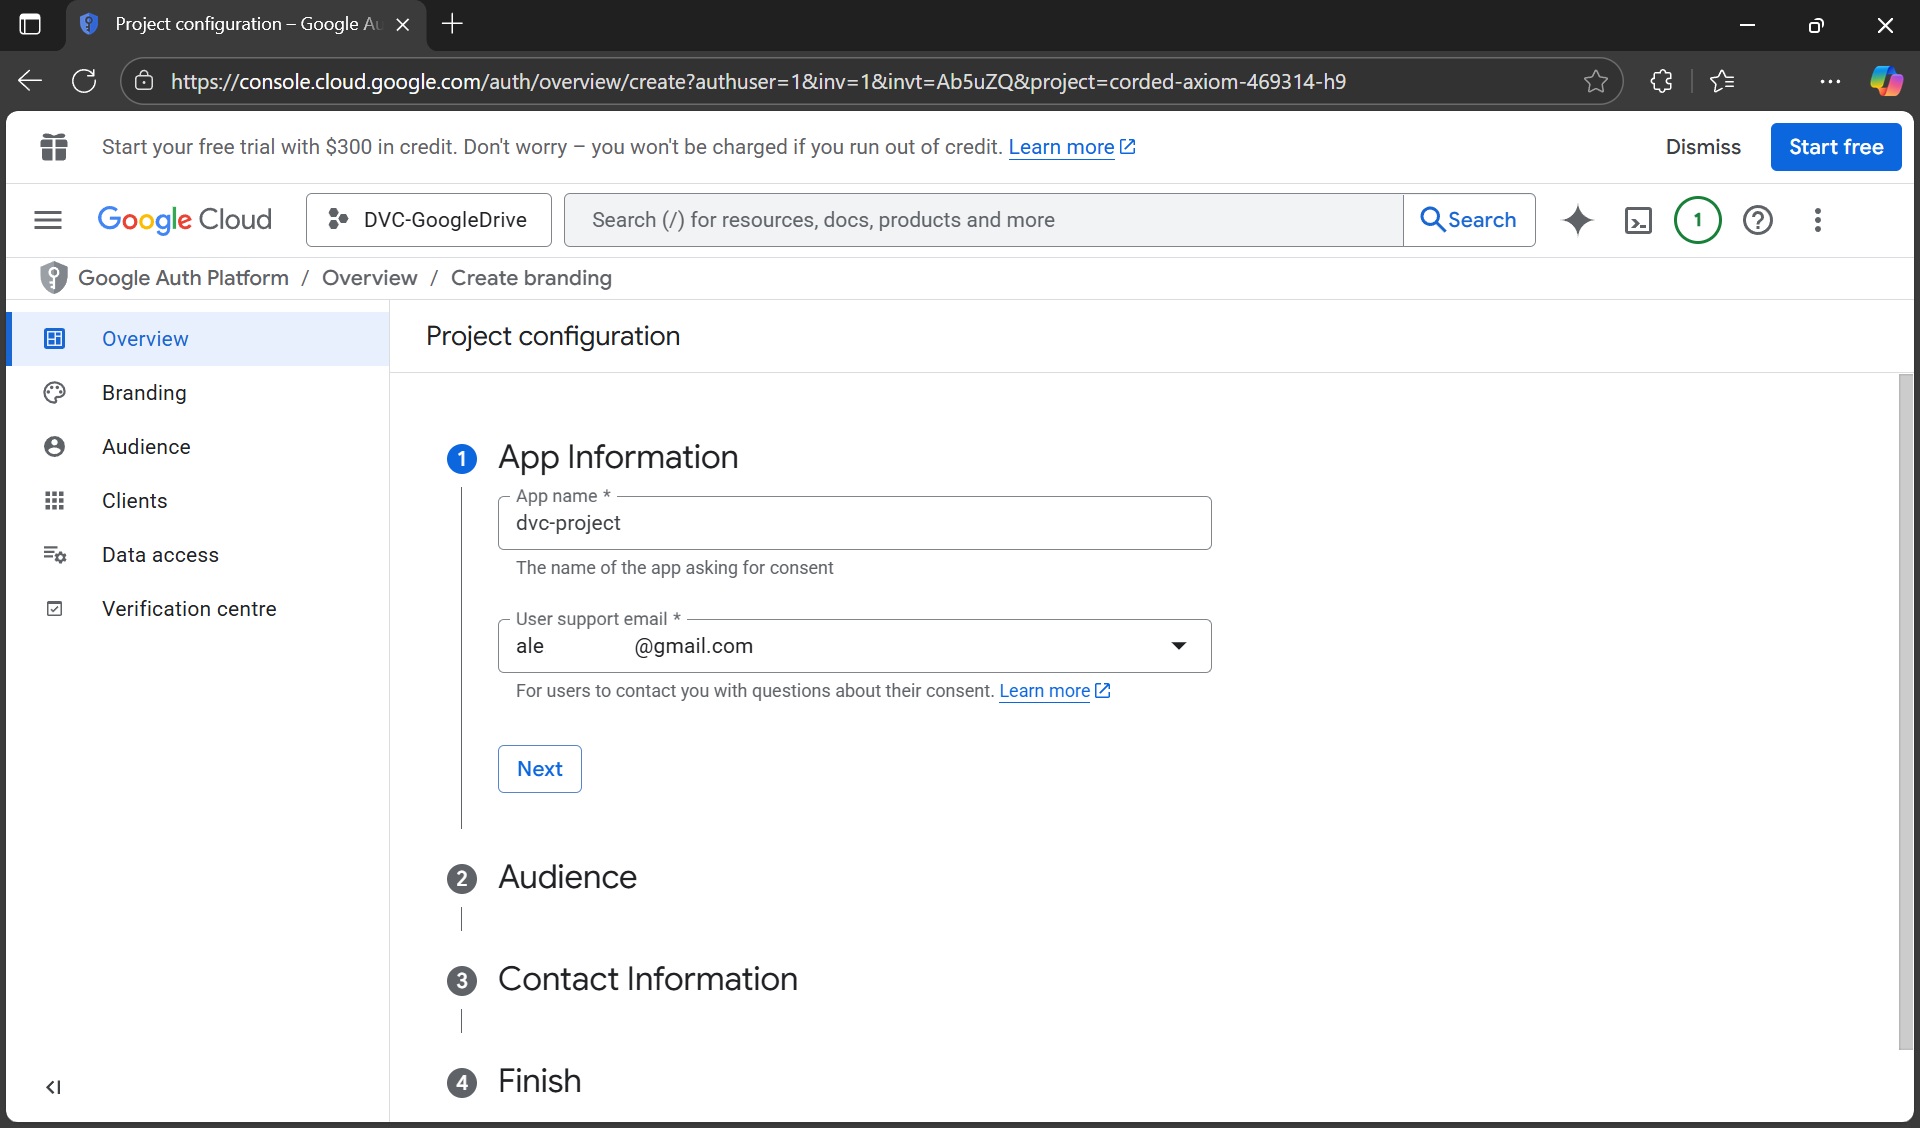 Project configuration – Google Au
https://console.cloud.google.com/auth/overview/create?authuser=1&inv=1&invt=Ab5uZQ&project=corded-axiom-469314-h9
Start your free trial with $300 in credit. Don't worry – you won't be charged if you run out of credit. Learn more
Dismiss
Start free
Google Cloud
DVC-GoogleDrive
Search (/) for resources, docs, products and more
Search
1
Google Auth Platform / Overview / Create branding
Overview
Branding
Audience
Clients
Data access
Verification centre
Project configuration
1 App Information
App name *
dvc-project
The name of the app asking for consent
User support email *
ale @gmail.com
For users to contact you with questions about their consent. Learn more
Next
2 Audience
3 Contact Information
4 Finish